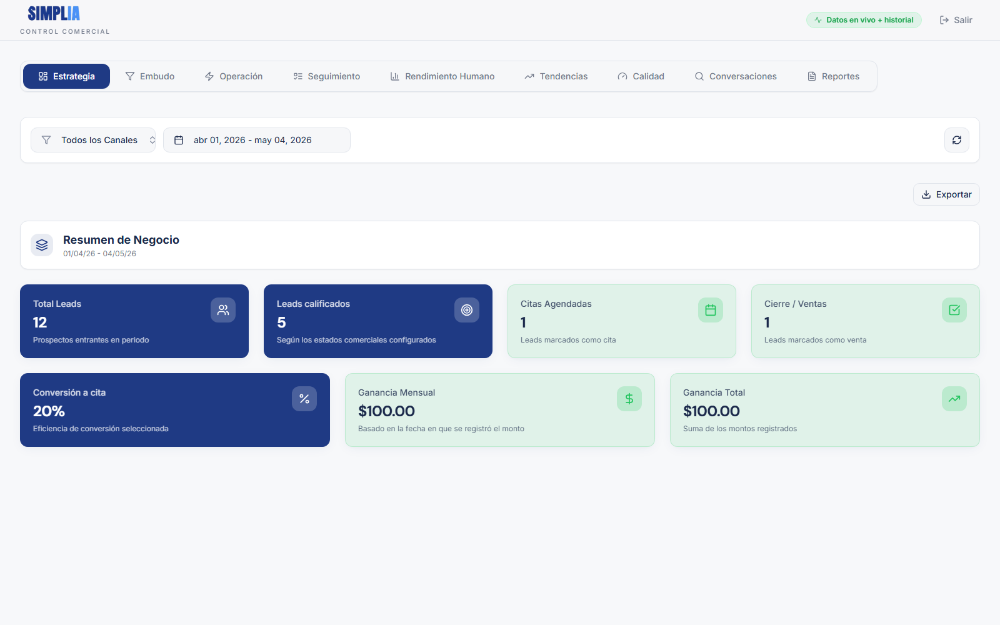 SIMPLIA
CONTROL COMERCIAL
Datos en vivo + historial
Salir
Estrategia
Embudo
Operación
Seguimiento
Rendimiento Humano
Tendencias
Calidad
Conversaciones
Reportes
Todos los Canales
abr 01, 2026 - may 04, 2026
Exportar
Resumen de Negocio
01/04/26 - 04/05/26
Total Leads
12
Prospectos entrantes en periodo
Leads calificados
5
Según los estados comerciales configurados
Citas Agendadas
1
Leads marcados como cita
Cierre / Ventas
1
Leads marcados como venta
Conversión a cita
20%
Eficiencia de conversión seleccionada
Ganancia Mensual
$100.00
Basado en la fecha en que se registró el monto
Ganancia Total
$100.00
Suma de los montos registrados